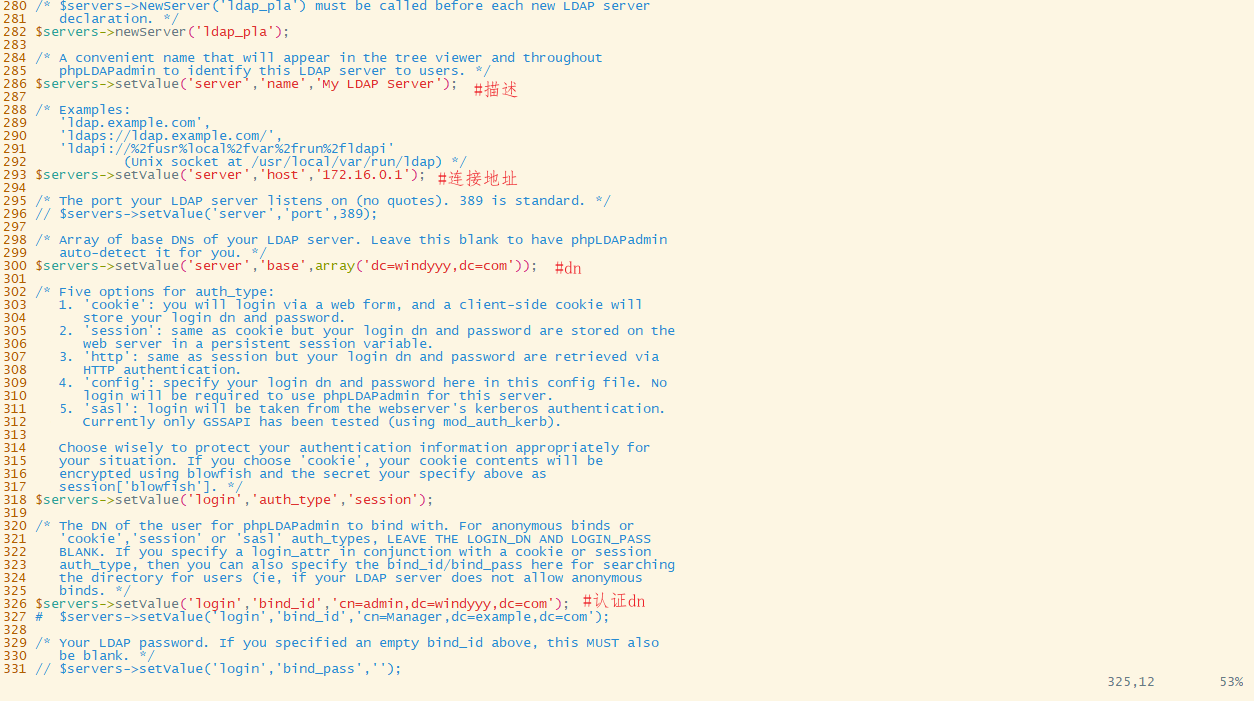 280 /* $servers->NewServer('ldap_pla') must be called before each new LDAP server
281    declaration. */
282 $servers->newServer('ldap_pla');
283
284 /* A convenient name that will appear in the tree viewer and throughout
285    phpLDAPadmin to identify this LDAP server to users. */
286 $servers->setValue('server','name','My LDAP Server'); #描述
287
288 /* Examples:
289    'ldap.example.com',
290    'ldaps://ldap.example.com/',
291    'ldapi://%2fusr%local%2fvar%2frun%2fldapi'
292            (Unix socket at /usr/local/var/run/ldap) */
293 $servers->setValue('server','host','172.16.0.1'); #连接地址
294
295 /* The port your LDAP server listens on (no quotes). 389 is standard. */
296 // $servers->setValue('server','port',389);
297
298 /* Array of base DNs of your LDAP server. Leave this blank to have phpLDAPadmin
299    auto-detect it for you. */
300 $servers->setValue('server','base',array('dc=windyyy,dc=com')); #dn
301
302 /* Five options for auth_type:
303    1. 'cookie': you will login via a web form, and a client-side cookie will
304       store your login dn and password.
305    2. 'session': same as cookie but your login dn and password are stored on the
306       web server in a persistent session variable.
307    3. 'http': same as session but your login dn and password are retrieved via
308       HTTP authentication.
309    4. 'config': specify your login dn and password here in this config file. No
310       login will be required to use phpLDAPadmin for this server.
311    5. 'sasl': login will be taken from the webserver's kerberos authentication.
312       Currently only GSSAPI has been tested (using mod_auth_kerb).
313
314    Choose wisely to protect your authentication information appropriately for
315    your situation. If you choose 'cookie', your cookie contents will be
316    encrypted using blowfish and the secret your specify above as
317    session['blowfish']. */
318 $servers->setValue('login','auth_type','session');
319
320 /* The DN of the user for phpLDAPadmin to bind with. For anonymous binds or
321    'cookie','session' or 'sasl' auth_types, LEAVE THE LOGIN_DN AND LOGIN_PASS
322    BLANK. If you specify a login_attr in conjunction with a cookie or session
323    auth_type, then you can also specify the bind_id/bind_pass here for searching
324    the directory for users (ie, if your LDAP server does not allow anonymous
325    binds. */
326 $servers->setValue('login','bind_id','cn=admin,dc=windyyy,dc=com'); #认证dn
327 #  $servers->setValue('login','bind_id','cn=Manager,dc=example,dc=com');
328
329 /* Your LDAP password. If you specified an empty bind_id above, this MUST also
330    be blank. */
331 // $servers->setValue('login','bind_pass','');
325,12 53%